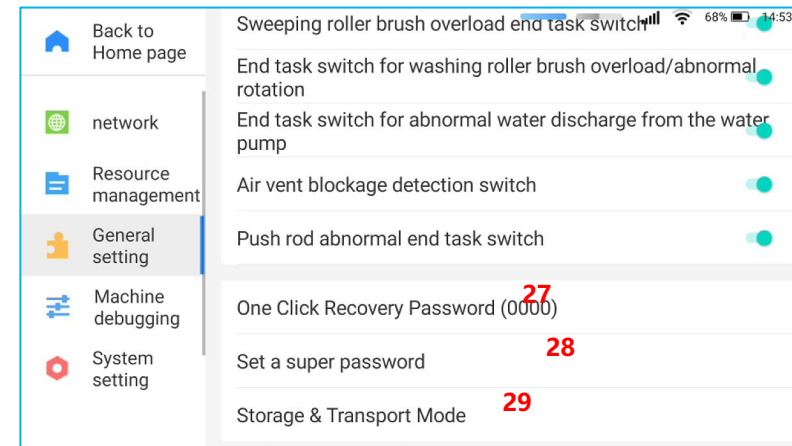 68% 14:53
Back to
Home page
network
Resource
management
General
setting
Machine
debugging
System
setting
Sweeping roller brush overload end task switch
End task switch for washing roller brush overload/abnormal
rotation
End task switch for abnormal water discharge from the water
pump
Air vent blockage detection switch
Push rod abnormal end task switch
27
One Click Recovery Password (0000)
28
Set a super password
29
Storage & Transport Mode